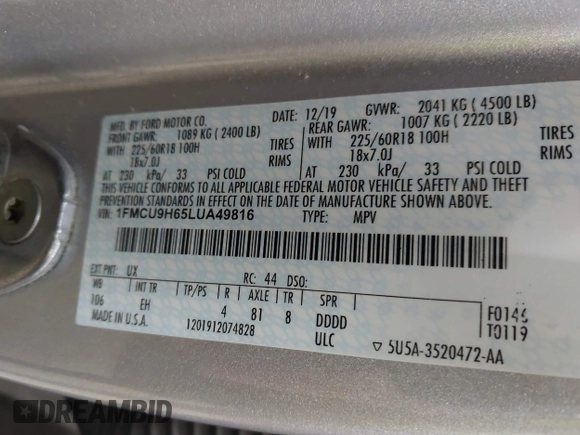 MFD. BY FORD MOTOR CO. DATE: 12/19 GVWR: 2041 KG ( 4500 LB)
FRONT GAWR: 1089 KG ( 2400 LB) REAR GAWR: 1007 KG ( 2220 LB)
WITH 225/60R18 100H TIRES WITH 225/60R18 100H TIRES
18x7.0J RIMS 18x7.0J RIMS
AT 230 kPa/ 33 PSI COLD AT 230 kPa/ 33 PSI COLD
THIS VEHICLE CONFORMS TO ALL APPLICABLE FEDERAL MOTOR VEHICLE SAFETY AND THEFT
PREVENTION STANDARDS IN EFFECT ON THE DATE OF MANUFACTURE SHOWN ABOVE.
VIN: 1FMCU9H65LUA49816 TYPE: MPV
EXT PNT: UX RC: 44 DSO:
WB INT TR TP/PS R AXLE TR SPR
106 EH 4 81 8 DDDD
MADE IN U.S.A. 1201912074828 ULC
F0146
T0119
▽ 5U5A-3520472-AA
DREAMBID